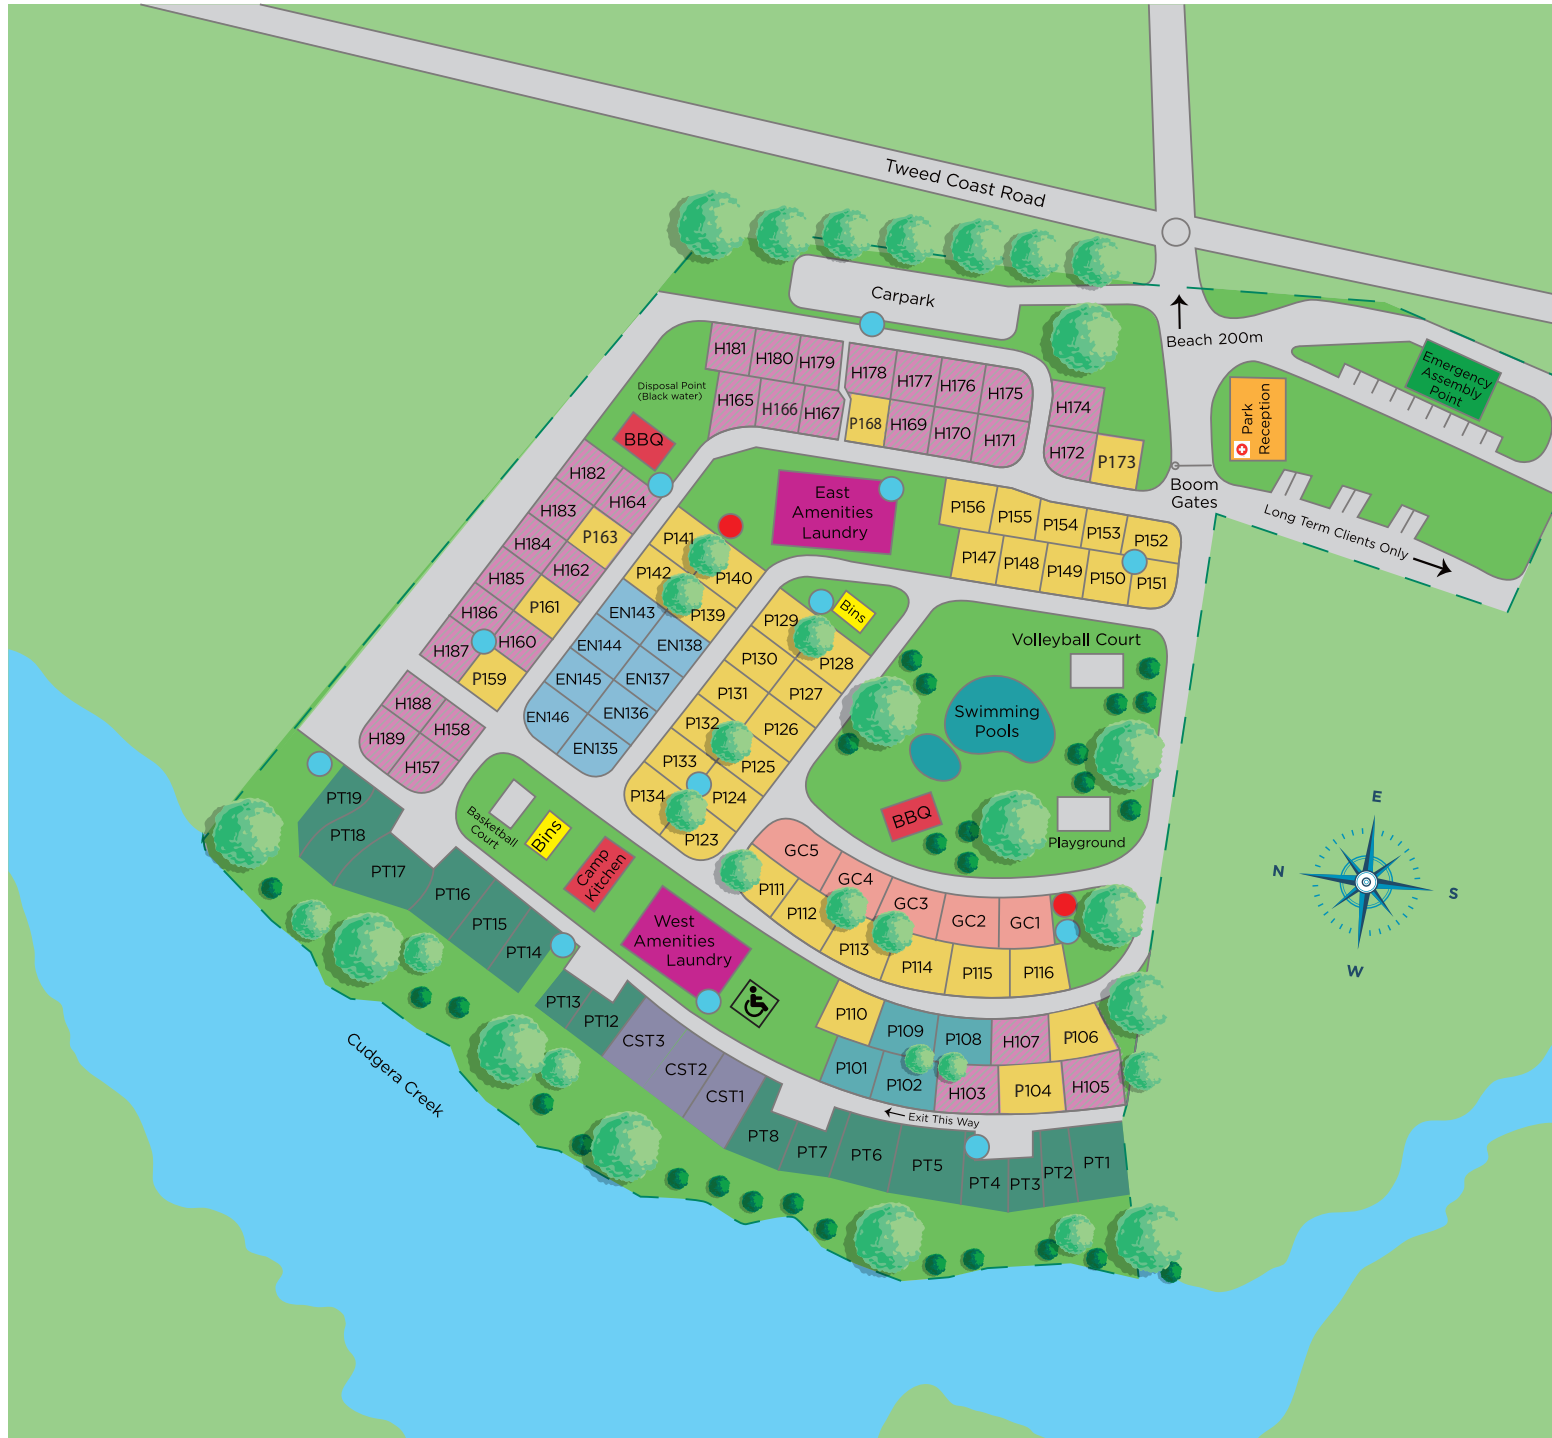 Tweed Coast Road
Carpark
Beach 200m
Emergency
Assembly
Point
Park
Reception
Boom
Gates
Long Term Clients Only
H181
H180
H179
H178
H177
H176
H175
H174
H165
H166
H167
P168
H169
H170
H171
H172
P173
Disposal Point
(Black water)
BBQ
H182
H164
H183
P163
H184
H162
H185
P161
H186
H160
H187
P159
H188
H158
H189
H157
East
Amenities
Laundry
P156
P155
P154
P153
P152
P147
P148
P149
P150
P151
P141
P140
P142
P139
EN143
EN138
EN144
EN137
EN145
EN136
EN146
EN135
Bins
P129
P128
P130
P127
P131
P126
P132
P125
P133
P124
P134
P123
Volleyball Court
Swimming
Pools
BBQ
Playground
E
N
S
W
GC5
GC4
GC3
GC2
GC1
P111
P112
P113
P114
P115
P116
Basketball
Court
Bins
Camp
Kitchen
West
Amenities
Laundry
P110
P109
P108
H107
P106
P101
P102
H103
P104
H105
Exit This Way
PT19
PT18
PT17
PT16
PT15
PT14
PT13
PT12
CST3
CST2
CST1
PT8
PT7
PT6
PT5
PT4
PT3
PT2
PT1
Cudgera Creek